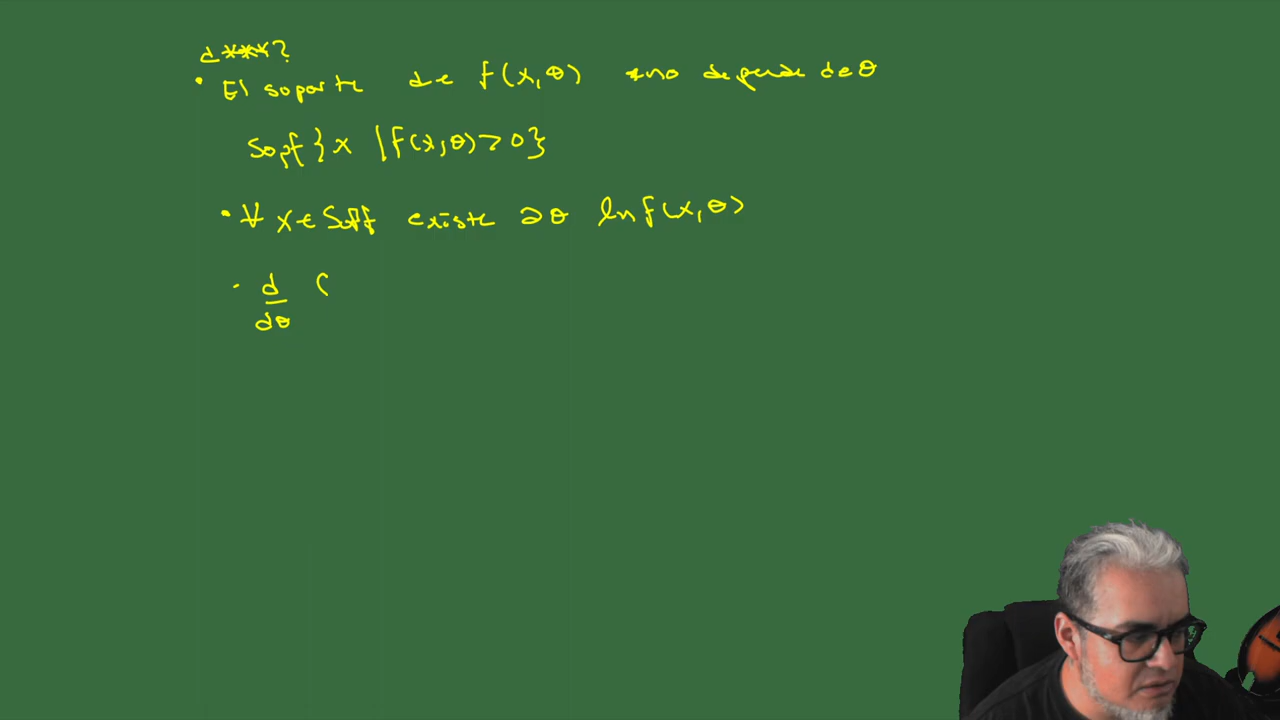 d***?
• El soporte de f(x,θ) no depende de θ
Sopf } x | f(x,θ) > 0}
• ∀ x ∈ Sopf existe ∂θ ln f(x,θ)
• d/dθ (